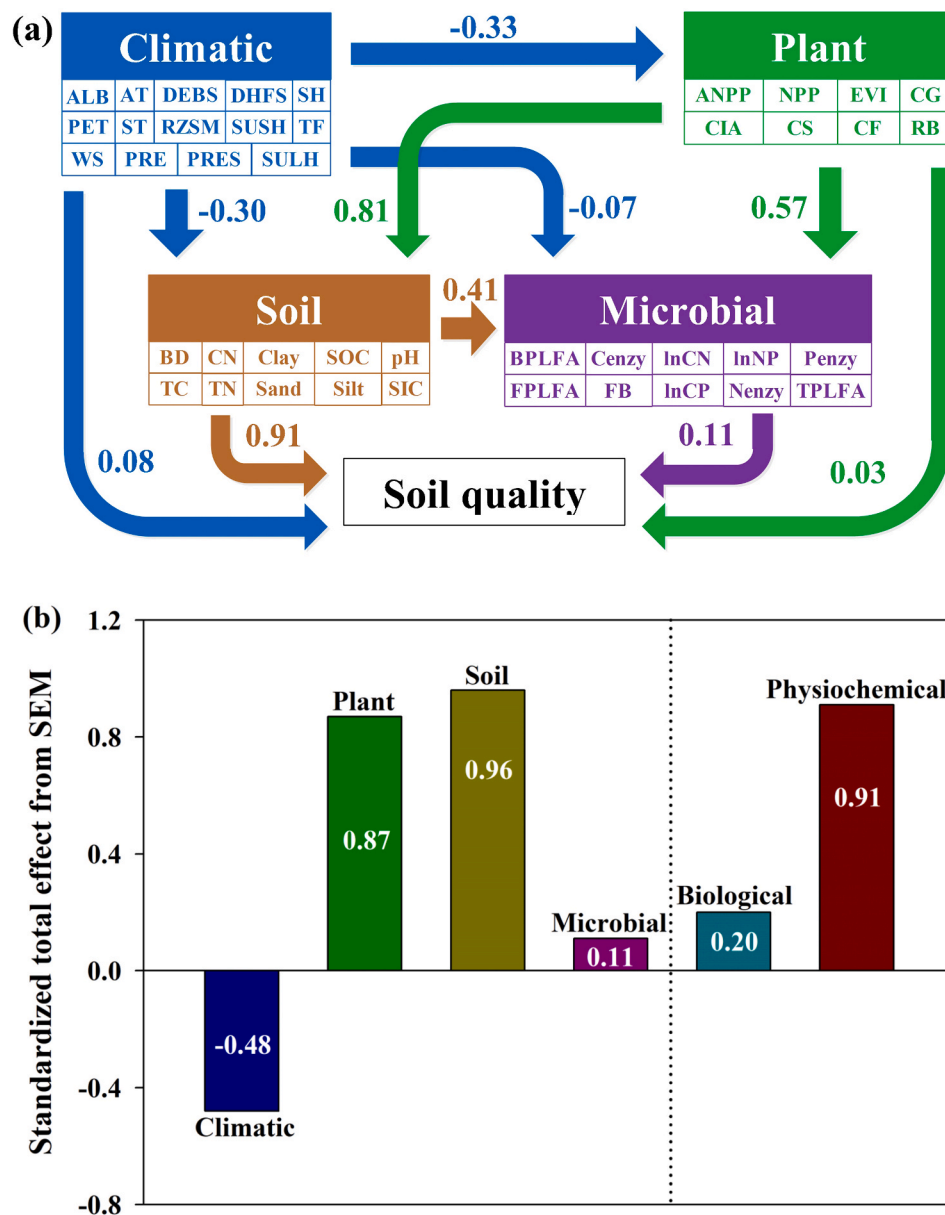 (a)
Climatic
-0.33
Plant
ALB AT DEBS DHFS SH
PET ST RZSM SUSH TF
WS PRE PRES SULH
ANPP NPP EVI CG
CIA CS CF RB
-0.30
0.81
-0.07
0.57
Soil
0.41
Microbial
BD CN Clay SOC pH
TC TN Sand Silt SIC
BPLFA Cenzy lnCN lnNP Penzy
FPLFA FB lnCP Nenzy TPLFA
0.91
0.11
0.08
0.03
Soil quality
(b)
Standardized total effect from SEM
1.2
0.8
0.4
0.0
-0.4
-0.8
Climatic
-0.48
Plant
0.87
Soil
0.96
Microbial
0.11
Biological
0.20
Physiochemical
0.91